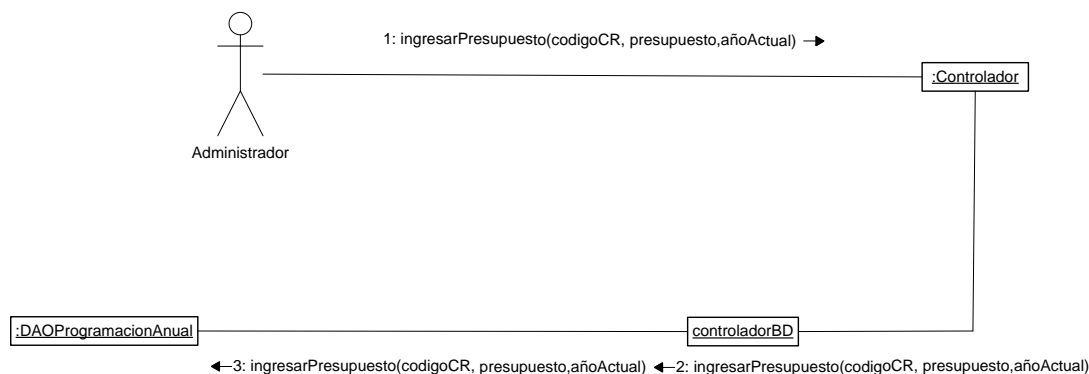 1: ingresarPresupuesto(codigoCR, presupuesto,añoActual)
:Controlador
Administrador
:DAOProgramacionAnual
controladorBD
3: ingresarPresupuesto(codigoCR, presupuesto,añoActual)
2: ingresarPresupuesto(codigoCR, presupuesto,añoActual)